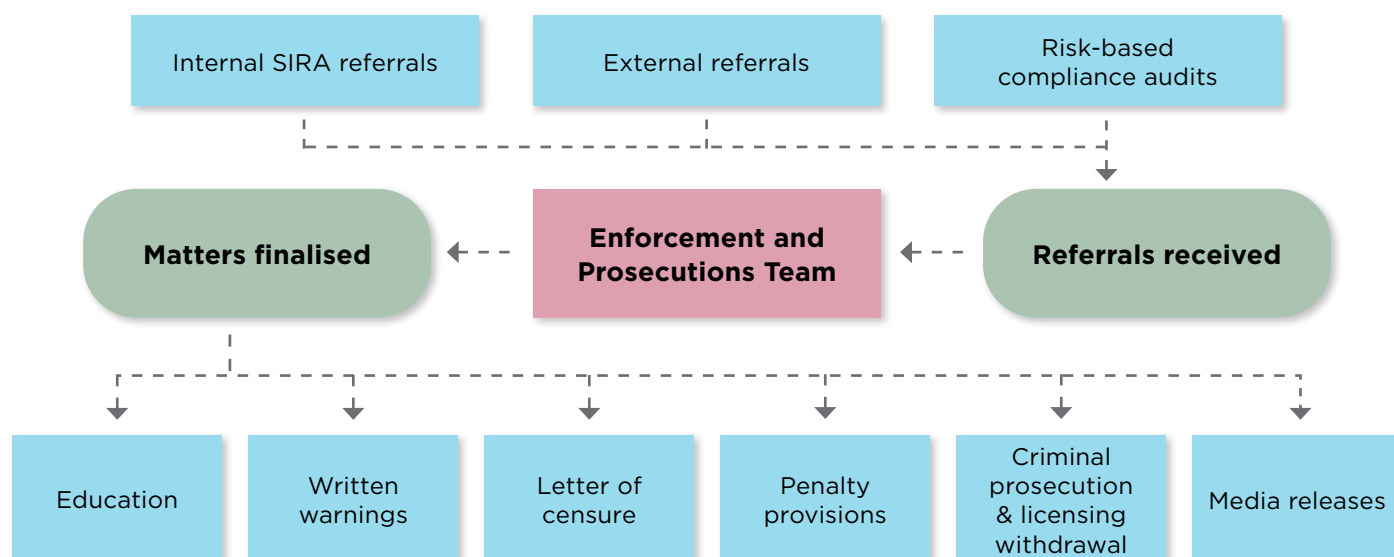 Internal SIRA referrals
External referrals
Risk-based
compliance audits
Matters finalised
Enforcement and
Prosecutions Team
Referrals received
Education
Written
warnings
Letter of
censure
Penalty
provisions
Criminal
prosecution
& licensing
withdrawal
Media releases